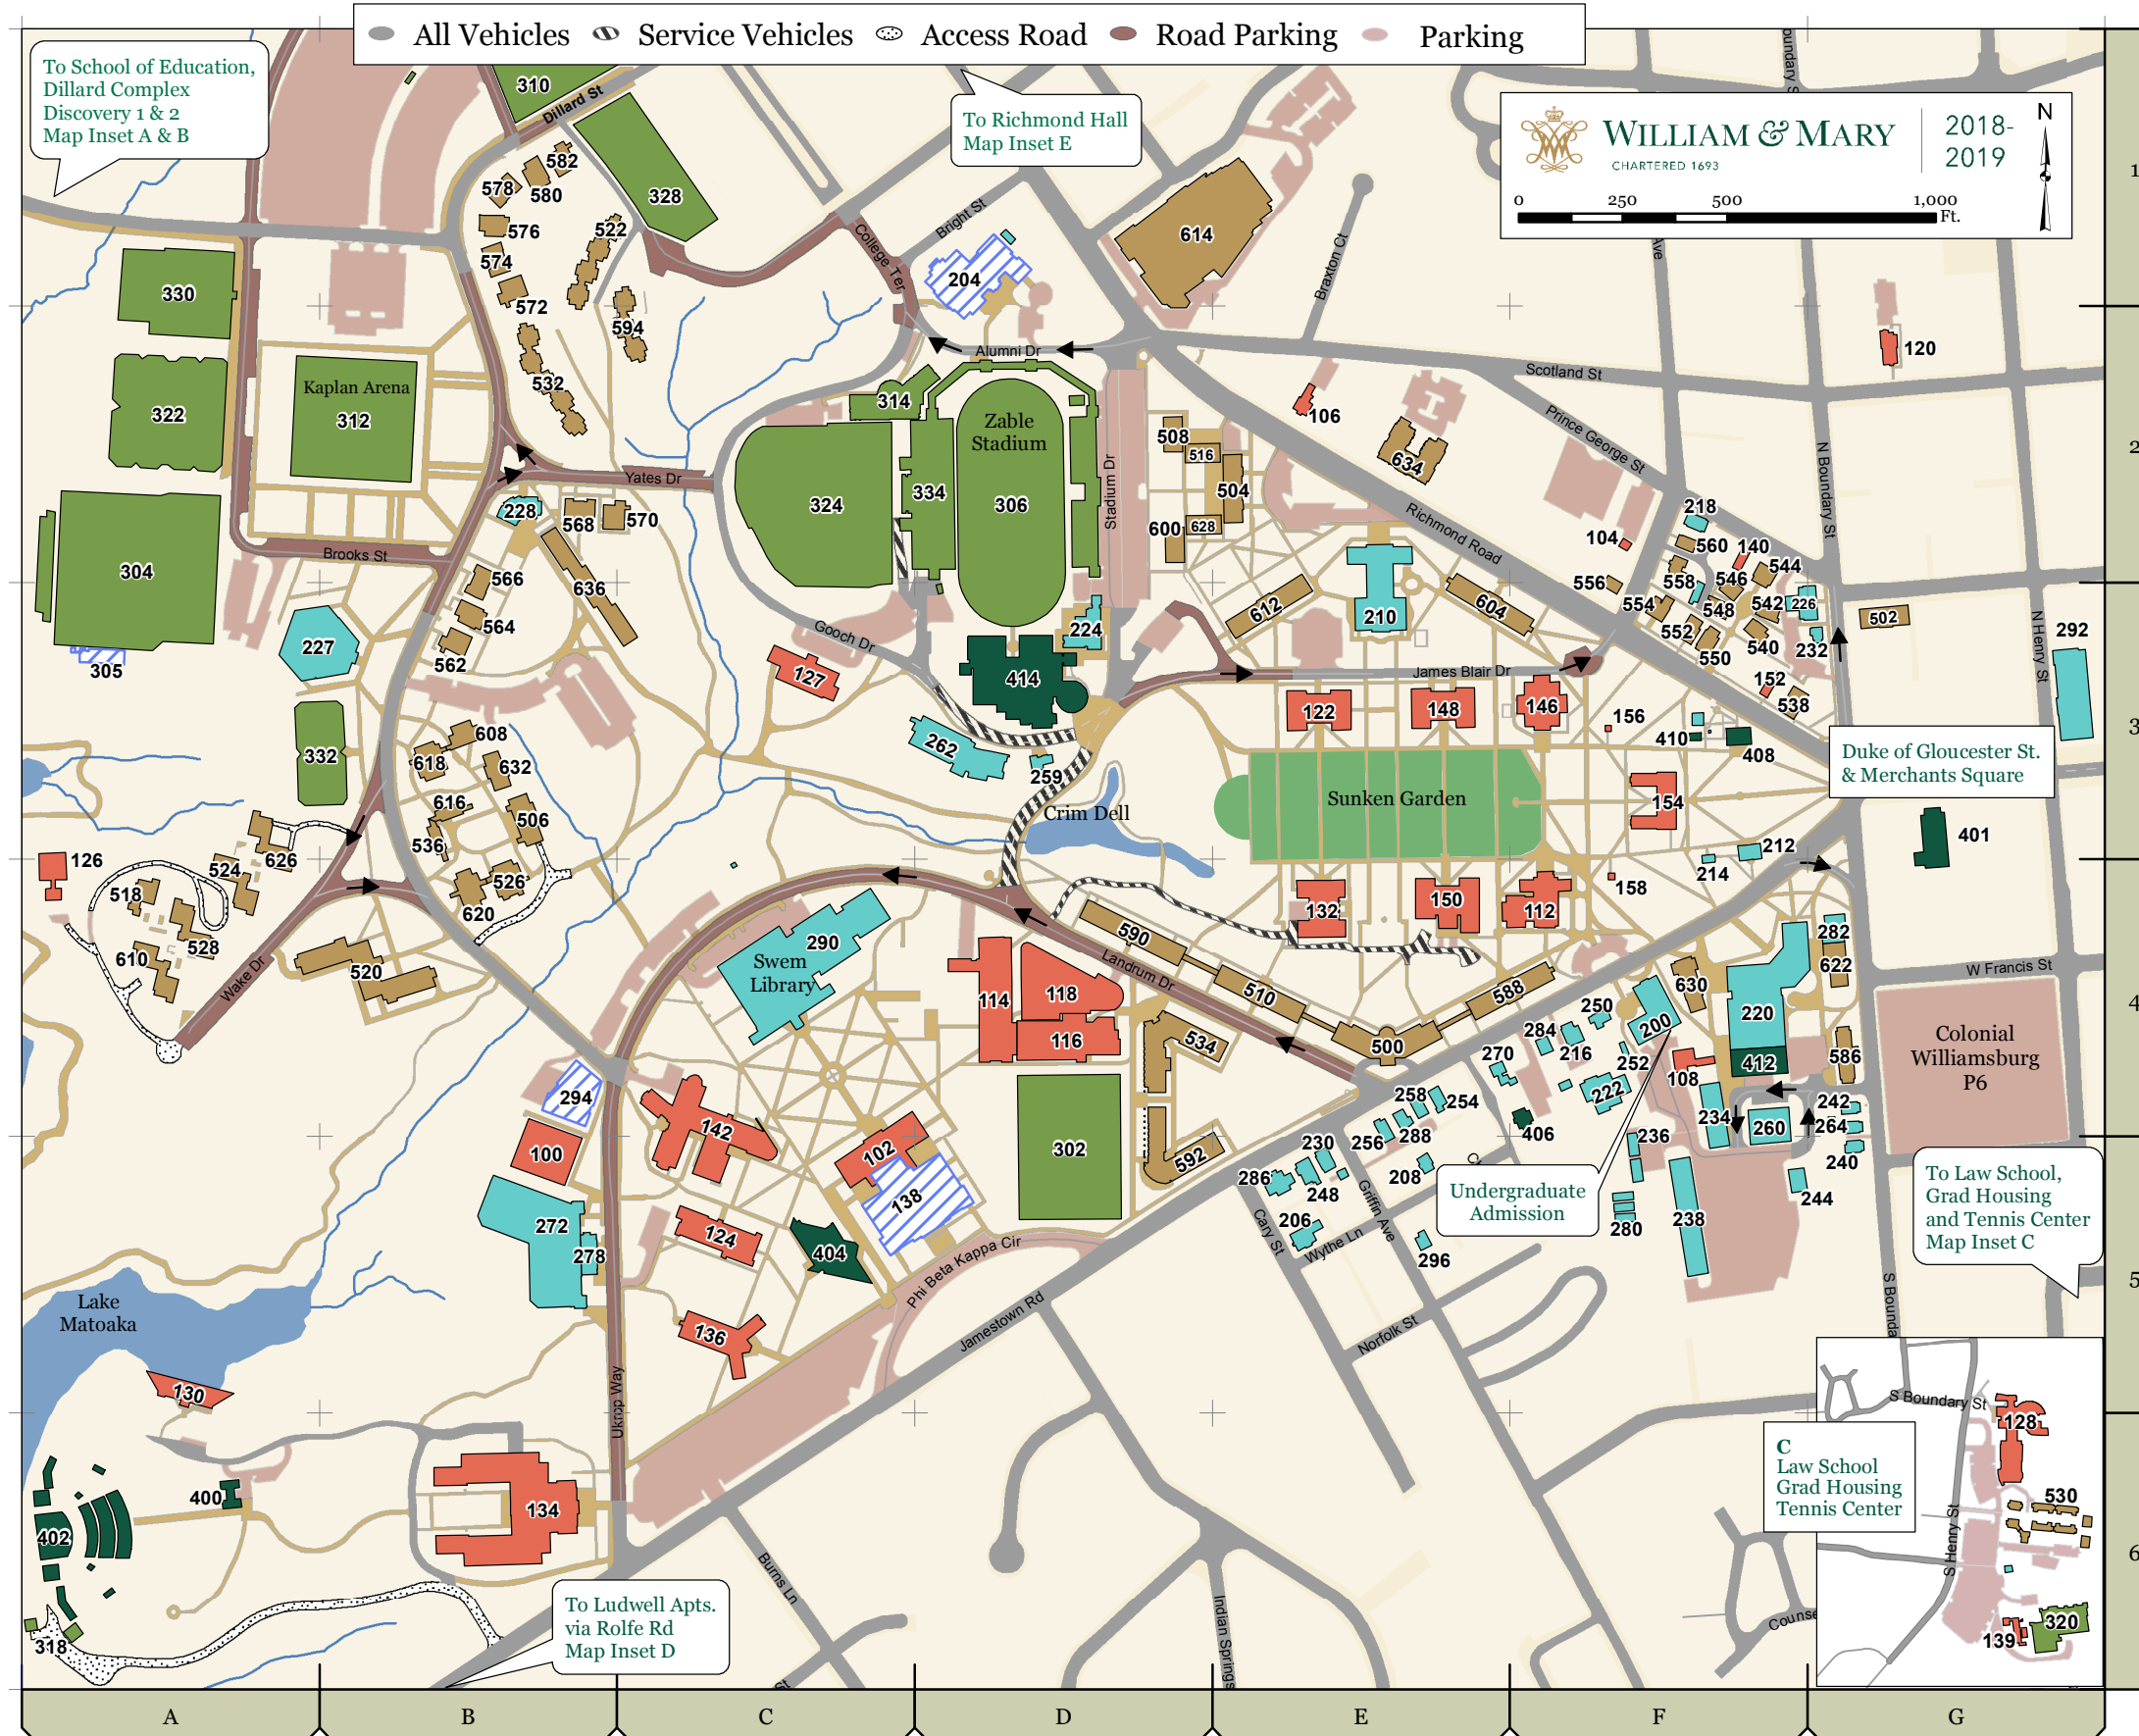 All Vehicles Service Vehicles Access Road Road Parking Parking
To School of Education,
Dillard Complex
Discovery 1 & 2
Map Inset A & B
To Richmond Hall
Map Inset E
WILLIAM & MARY
CHARTERED 1693
2018-
2019
N
0 250 500 1,000
Ft.
1
2
3
4
5
6
310
Dillard St
582
578
580
328
576
522
574
572
594
532
College Ter
Bright St
204
614
Braxton Ct
330
322
Kaplan Arena
312
304
305
Brooks St
Yates Dr
228
568
570
566
636
564
562
227
332
Alumni Dr
314
Zable
Stadium
324
334
306
Stadium Dr
508
516
504
600
628
106
634
Scotland St
Prince George St
Richmond Road
N Boundary St
120
218
104
560
140
544
556
558
546
554
548
542
226
552
540
232
550
502
N Henry St
292
152
538
156
410
408
Duke of Gloucester St.
& Merchants Square
401
Gooch Dr
127
224
414
262
259
Crim Dell
612
210
604
James Blair Dr
122
148
146
Sunken Garden
154
212
214
158
132
150
112
608
618
632
616
506
536
526
620
126
524
626
518
528
610
Wake Dr
520
290
Swem
Library
590
Landrum Dr
510
588
500
114
118
116
534
592
302
294
100
142
102
138
124
404
136
272
278
Ukrop Way
Phi Beta Kappa Cir
Jamestown Rd
282
622
W Francis St
630
220
250
200
284
216
270
252
108
412
586
222
258
254
234
242
264
260
256
288
406
236
240
230
208
286
248
244
206
280
238
296
Cary St
Griffin Ave
Wythe Ln
Norfolk St
Undergraduate
Admission
Colonial
Williamsburg
P6
To Law School,
Grad Housing
and Tennis Center
Map Inset C
Lake
Matoaka
130
400
402
134
318
To Ludwell Apts.
via Rolfe Rd
Map Inset D
Burns Ln
Indian Springs
S Bounda
S Boundary St
128
C
Law School
Grad Housing
Tennis Center
530
S Henry St
139
320
Counse
A B C D E F G